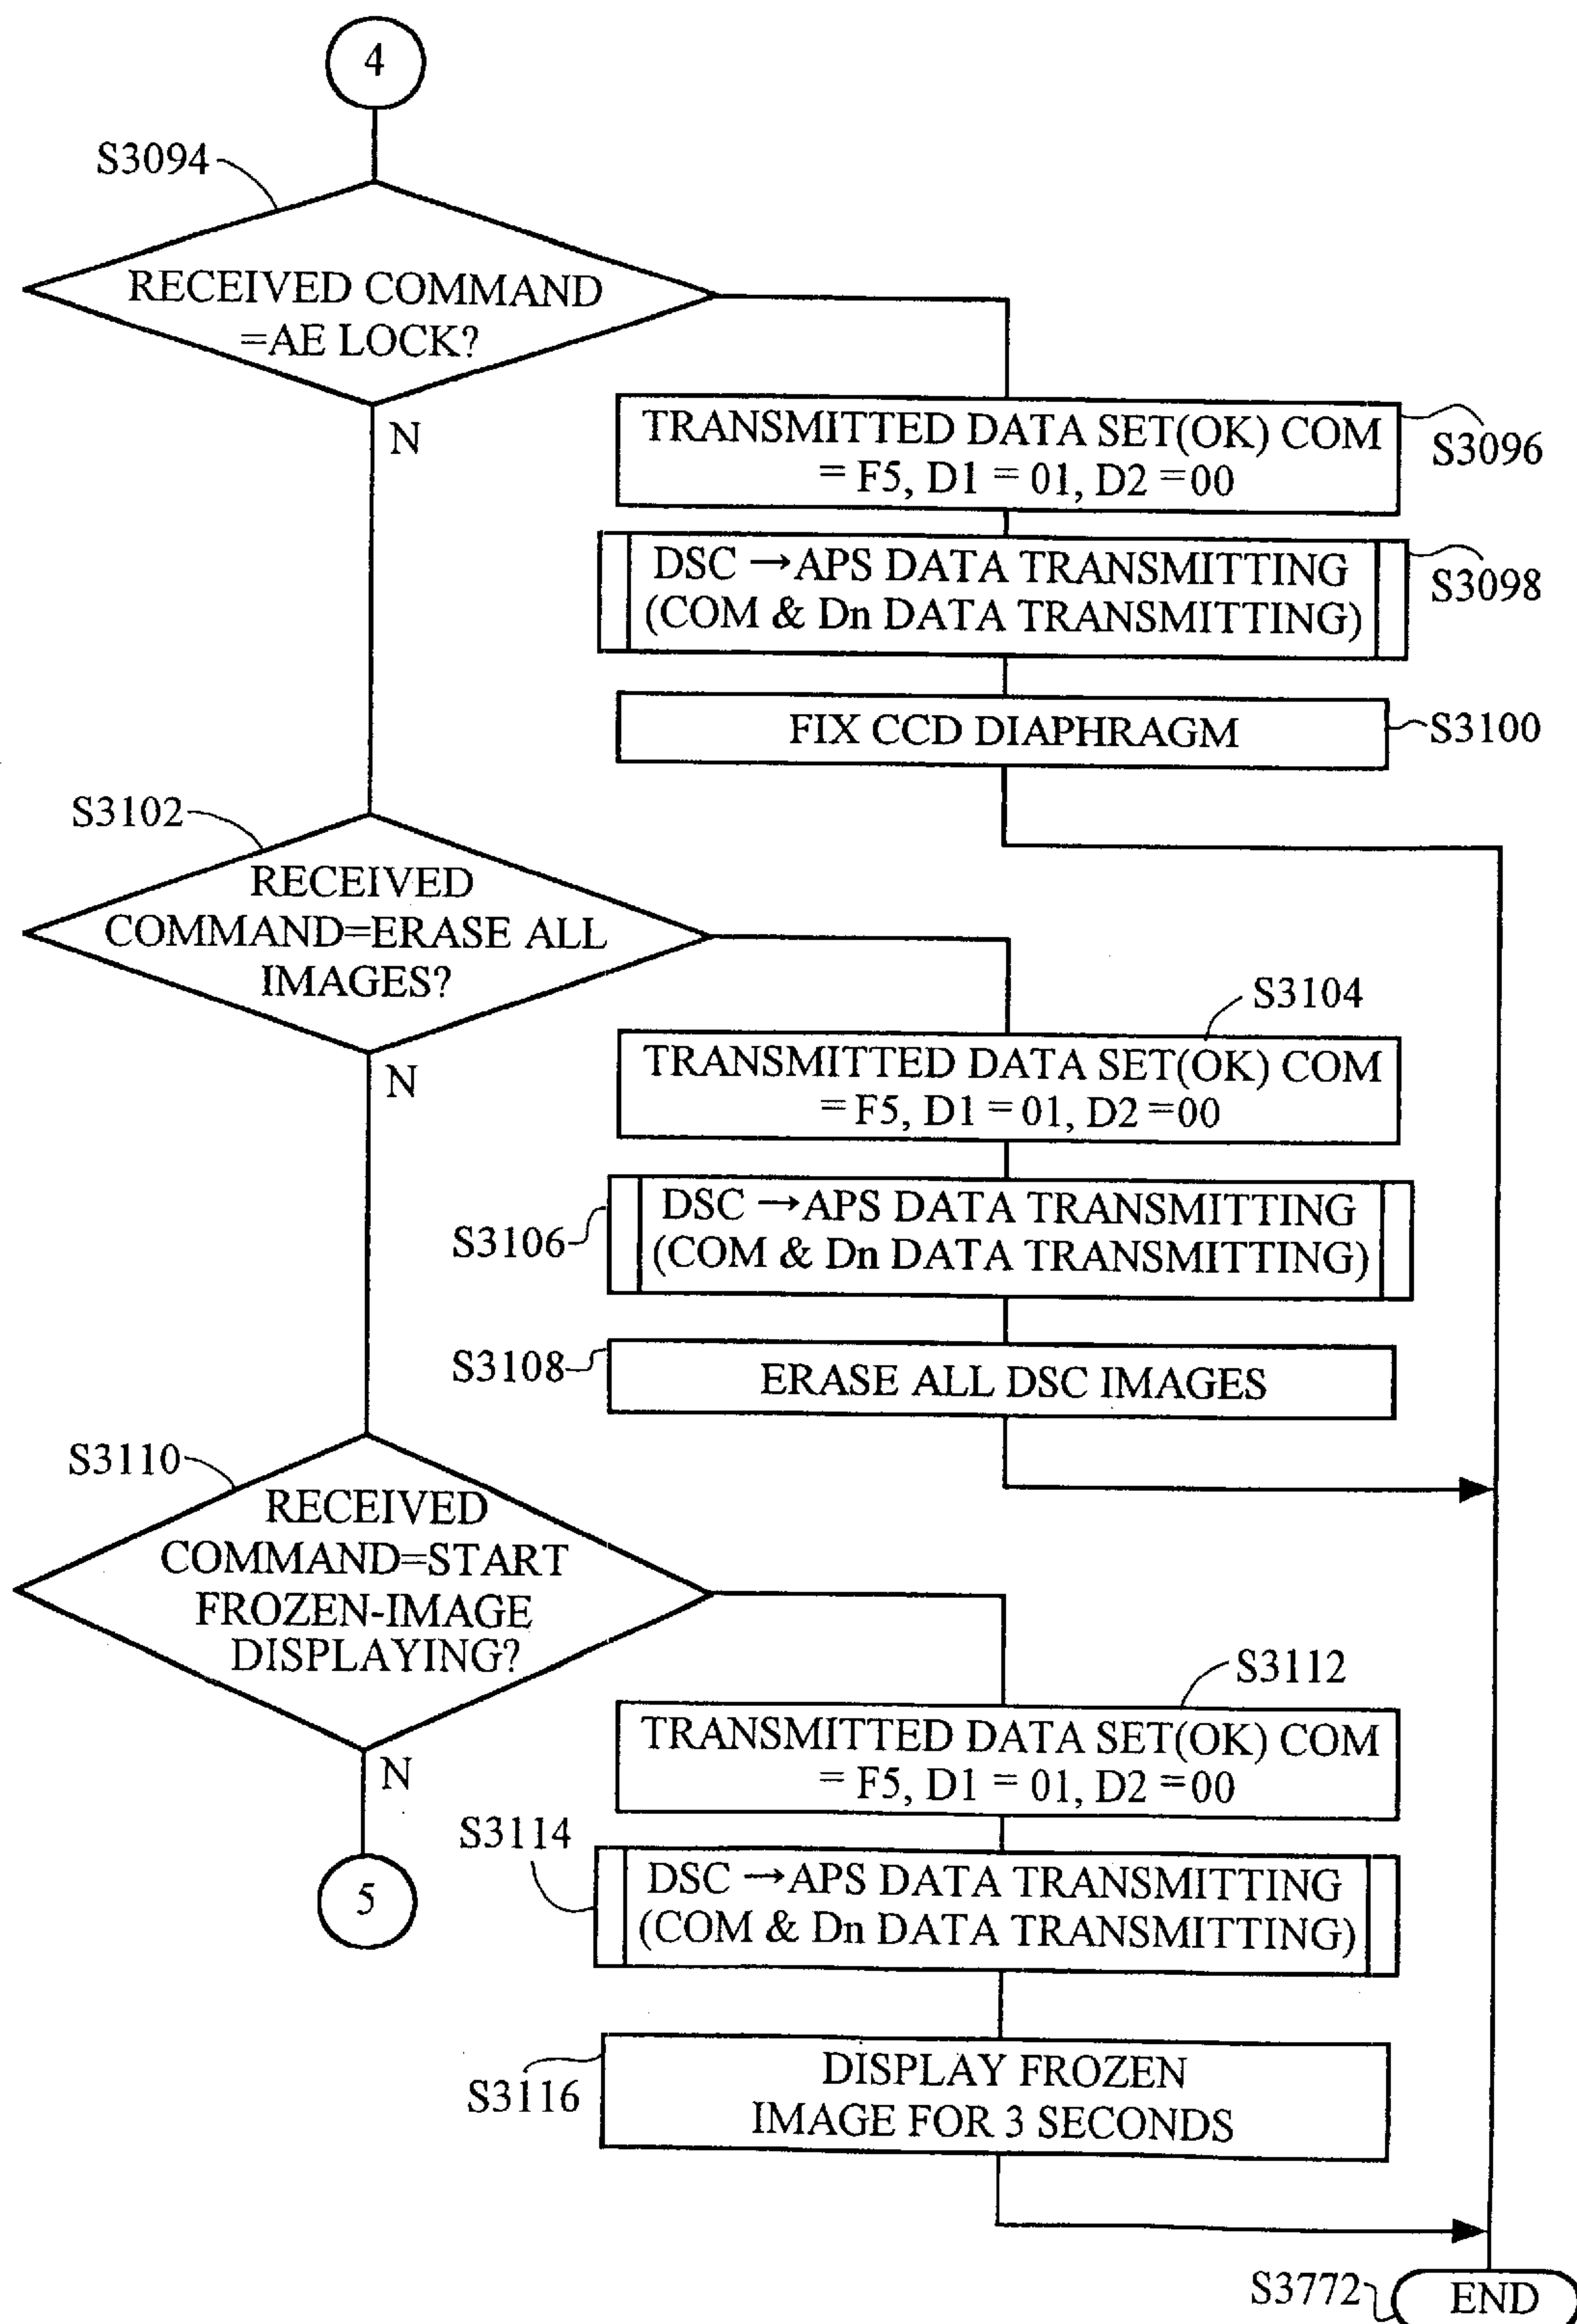 4
S3094
RECEIVED COMMAND
=AE LOCK?
N
TRANSMITTED DATA SET(OK) COM
= F5, D1 = 01, D2 =00
S3096
DSC →APS DATA TRANSMITTING
(COM & Dn DATA TRANSMITTING)
S3098
FIX CCD DIAPHRAGM
S3100
S3102
RECEIVED
COMMAND=ERASE ALL
IMAGES?
N
S3104
TRANSMITTED DATA SET(OK) COM
= F5, D1 = 01, D2 =00
S3106
DSC →APS DATA TRANSMITTING
(COM & Dn DATA TRANSMITTING)
S3108
ERASE ALL DSC IMAGES
S3110
RECEIVED
COMMAND=START
FROZEN-IMAGE
DISPLAYING?
N
S3112
TRANSMITTED DATA SET(OK) COM
= F5, D1 = 01, D2 =00
S3114
DSC →APS DATA TRANSMITTING
(COM & Dn DATA TRANSMITTING)
5
S3116
DISPLAY FROZEN
IMAGE FOR 3 SECONDS
S3772
END